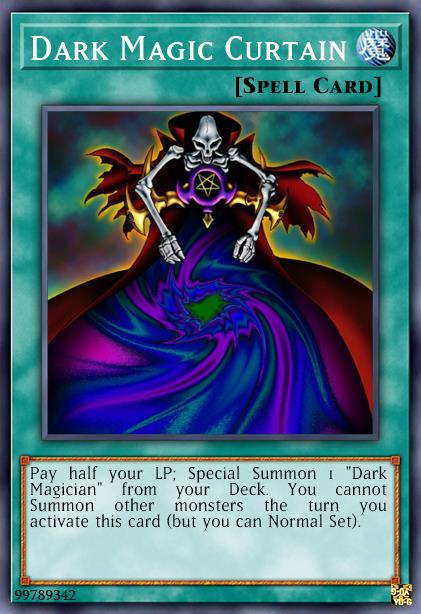 Dark Magic Curtain
魔
[Spell Card]
Pay half your LP; Special Summon 1 "Dark
Magician" from your Deck. You cannot
Summon other monsters the turn you
activate this card (but you can Normal Set).
99789342